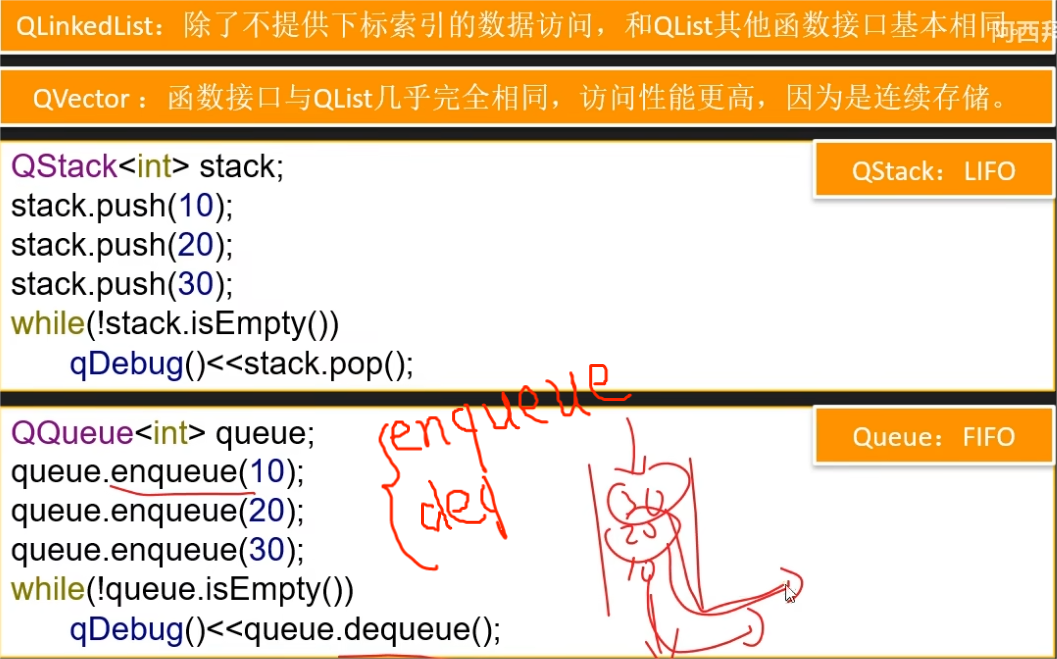 QLinkedList：除了不提供下标索引的数据访问，和QList其他函数接口基本相同
QVector ：函数接口与QList几乎完全相同，访问性能更高，因为是连续存储。
QStack：LIFO
QStack<int> stack;
stack.push(10);
stack.push(20);
stack.push(30);
while(!stack.isEmpty())
qDebug()<<stack.pop();
enqueue
deq
Queue：FIFO
QQueue<int> queue;
queue.enqueue(10);
queue.enqueue(20);
queue.enqueue(30);
while(!queue.isEmpty())
qDebug()<<queue.dequeue();
20
10